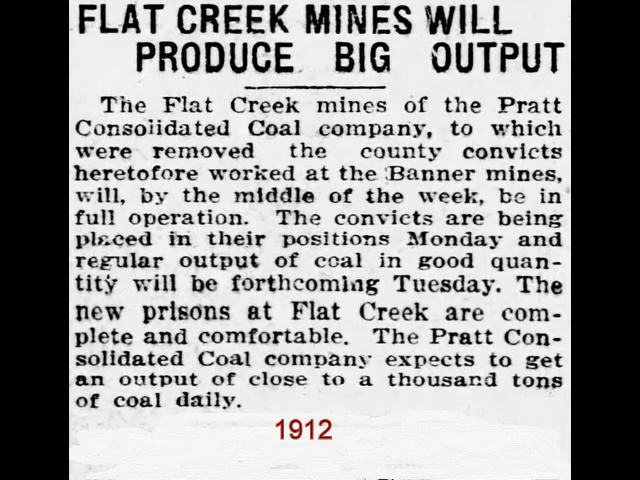 FLAT CREEK MINES WILL
PRODUCE BIG OUTPUT
The Flat Creek mines of the Pratt
Consolidated Coal company, to which
were removed the county convicts
heretofore worked at the Banner mines,
will, by the middle of the week, be in
full operation. The convicts are being
placed in their positions Monday and
regular output of coal in good quan-
tity will be forthcoming Tuesday. The
new prisons at Flat Creek are com-
plete and comfortable. The Pratt Con-
solidated Coal company expects to get
an output of close to a thousand tons
of coal daily.
1912